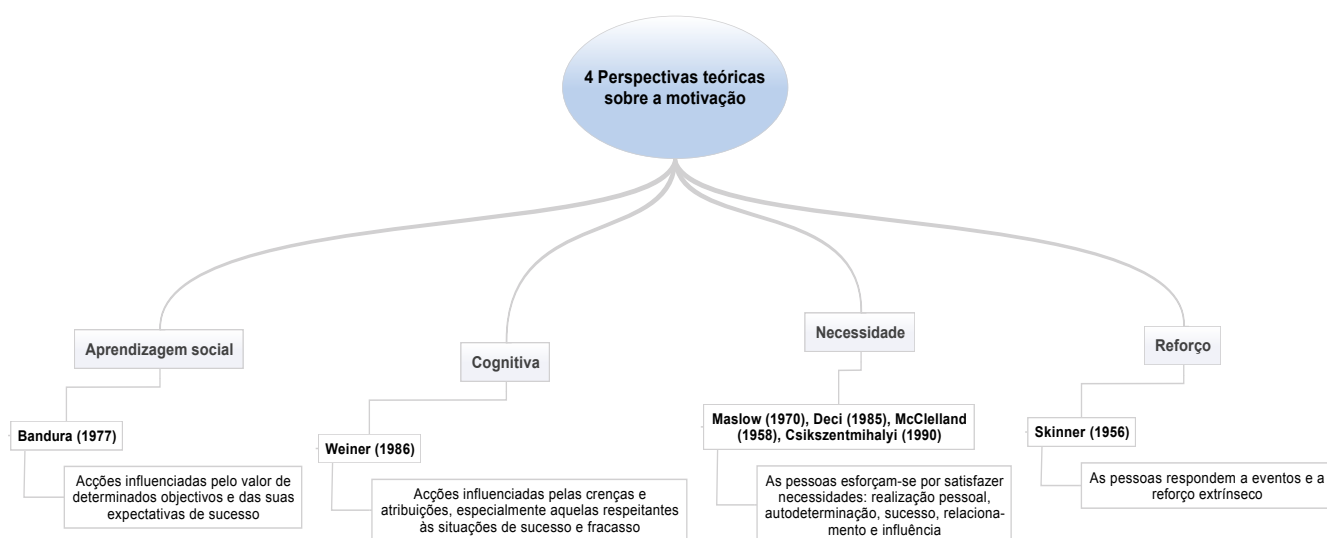 4 Perspectivas teóricas
sobre a motivação
Aprendizagem social
Bandura (1977)
Acções influenciadas pelo valor de
determinados objectivos e das suas
expectativas de sucesso
Cognitiva
Weiner (1986)
Acções influenciadas pelas crenças e
atribuições, especialmente aquelas respeitantes
às situações de sucesso e fracasso
Necessidade
Maslow (1970), Deci (1985), McClelland
(1958), Csikszentmihalyi (1990)
As pessoas esforçam-se por satisfazer
necessidades: realização pessoal,
autodeterminação, sucesso, relaciona-
mento e influência
Reforço
Skinner (1956)
As pessoas respondem a eventos e a
reforço extrínseco